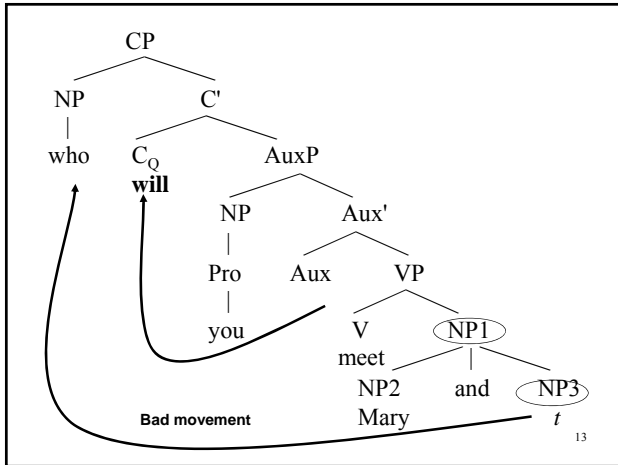 CP
NP C'
who C_Q AuxP
will
NP Aux'
Pro Aux VP
you V NP1
meet
NP2 and NP3
Mary t
Bad movement
13